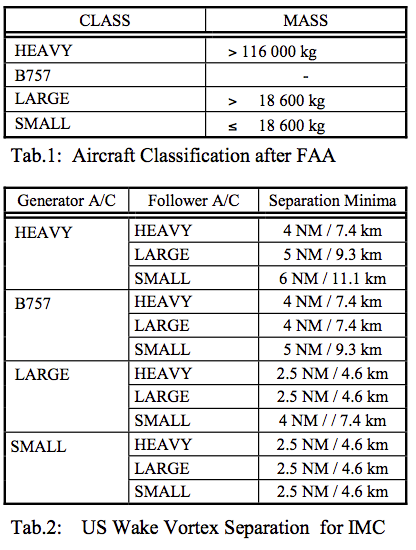 CLASS MASS
HEAVY > 116 000 kg
B757 -
LARGE > 18 600 kg
SMALL ≤ 18 600 kg
Tab.1: Aircraft Classification after FAA
Generator A/C Follower A/C Separation Minima
HEAVY HEAVY 4 NM / 7.4 km
LARGE 5 NM / 9.3 km
SMALL 6 NM / 11.1 km
B757 HEAVY 4 NM / 7.4 km
LARGE 4 NM / 7.4 km
SMALL 5 NM / 9.3 km
LARGE HEAVY 2.5 NM / 4.6 km
LARGE 2.5 NM / 4.6 km
SMALL 4 NM / / 7.4 km
SMALL HEAVY 2.5 NM / 4.6 km
LARGE 2.5 NM / 4.6 km
SMALL 2.5 NM / 4.6 km
Tab.2: US Wake Vortex Separation for IMC